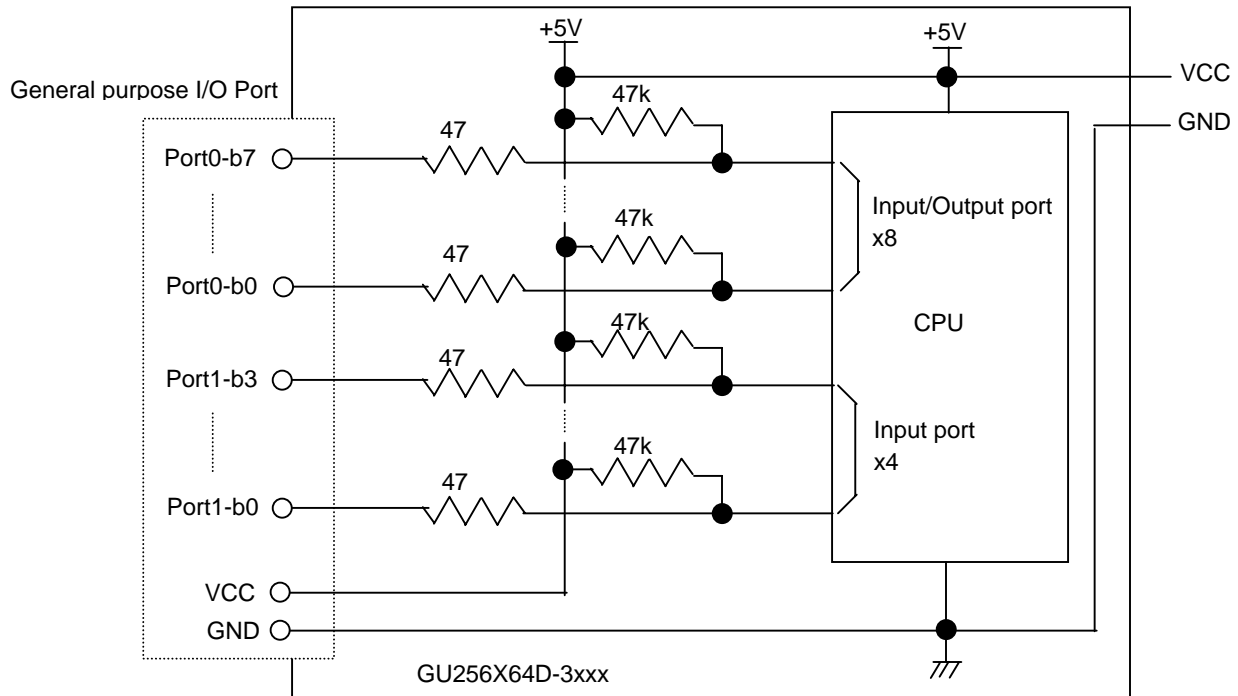 +5V
+5V
VCC
General purpose I/O Port
47k
GND
47
Port0-b7
Input/Output port
x8
47k
47
Port0-b0
47k
CPU
47
Port1-b3
Input port
x4
47k
47
Port1-b0
VCC
GND
GU256X64D-3xxx